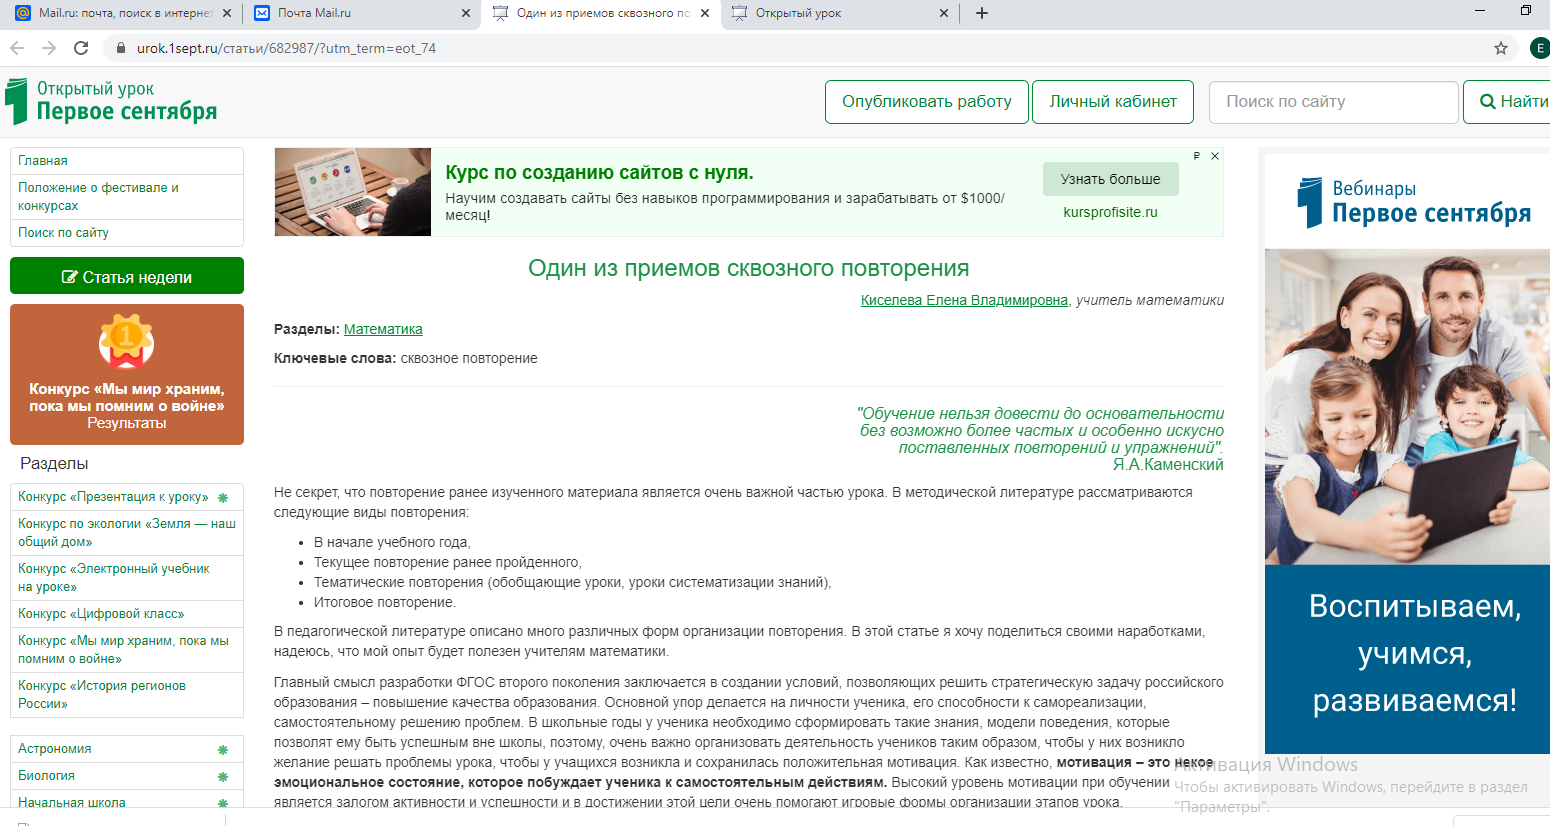 Mail.ru: почта, поиск в интернет
Почта Mail.ru
Один из приемов сквозного по
Открытый урок
urok.1sept.ru/статьи/682987/?utm_term=eot_74
E
Открытый урок
Первое сентября
Опубликовать работу
Личный кабинет
Поиск по сайту
Найти
Главная
Положение о фестивале и
конкурсах
Поиск по сайту
Статья недели
1
Конкурс «Мы мир храним,
пока мы помним о войне»
Результаты
Разделы
Конкурс «Презентация к уроку»
Конкурс по экологии «Земля — наш
общий дом»
Конкурс «Электронный учебник
на уроке»
Конкурс «Цифровой класс»
Конкурс «Мы мир храним, пока мы
помним о войне»
Конкурс «История регионов
России»
Астрономия
Биология
Начальная школа
Курс по созданию сайтов с нуля.
Научим создавать сайты без навыков программирования и зарабатывать от $1000/
месяц!
Узнать больше
kursprofisite.ru
₽
Один из приемов сквозного повторения
Киселева Елена Владимировна, учитель математики
Разделы: Математика
Ключевые слова: сквозное повторение
"Обучение нельзя довести до основательности
без возможно более частых и особенно искусно
поставленных повторений и упражнений".
Я.А.Каменский
Не секрет, что повторение ранее изученного материала является очень важной частью урока. В методической литературе рассматриваются
следующие виды повторения:
• В начале учебного года,
• Текущее повторение ранее пройденного,
• Тематические повторения (обобщающие уроки, уроки систематизации знаний),
• Итоговое повторение.
В педагогической литературе описано много различных форм организации повторения. В этой статье я хочу поделиться своими наработками,
надеюсь, что мой опыт будет полезен учителям математики.
Главный смысл разработки ФГОС второго поколения заключается в создании условий, позволяющих решить стратегическую задачу российского
образования – повышение качества образования. Основной упор делается на личности ученика, его способности к самореализации,
самостоятельному решению проблем. В школьные годы у ученика необходимо сформировать такие знания, модели поведения, которые
позволят ему быть успешным вне школы, поэтому, очень важно организовать деятельность учеников таким образом, чтобы у них возникло
желание решать проблемы урока, чтобы у учащихся возникла и сохранилась положительная мотивация. Как известно, мотивация – это некое
эмоциональное состояние, которое побуждает ученика к самостоятельным действиям. Высокий уровень мотивации при обучении
является залогом активности и успешности и в достижении этой цели очень помогают игровые формы организации этапов урока.
Вебинары
Первое сентября
Воспитываем,
учимся,
развиваемся!
Активация Windows
Чтобы активировать Windows, перейдите в раздел
"Параметры".